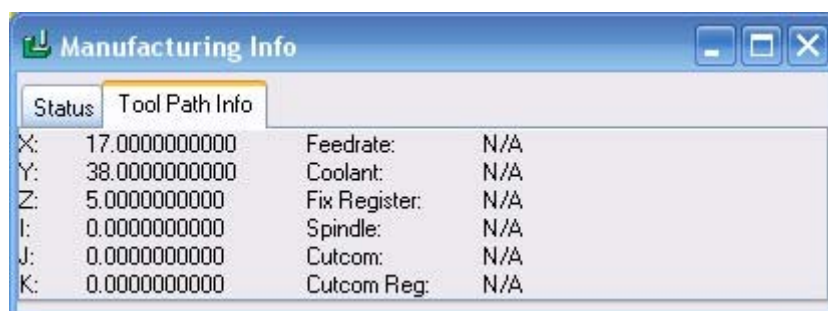 Manufacturing Info
Status Tool Path Info
X: 17.0000000000 Feedrate: N/A
Y: 38.0000000000 Coolant: N/A
Z: 5.0000000000 Fix Register: N/A
I: 0.0000000000 Spindle: N/A
J: 0.0000000000 Cutcom: N/A
K: 0.0000000000 Cutcom Reg: N/A